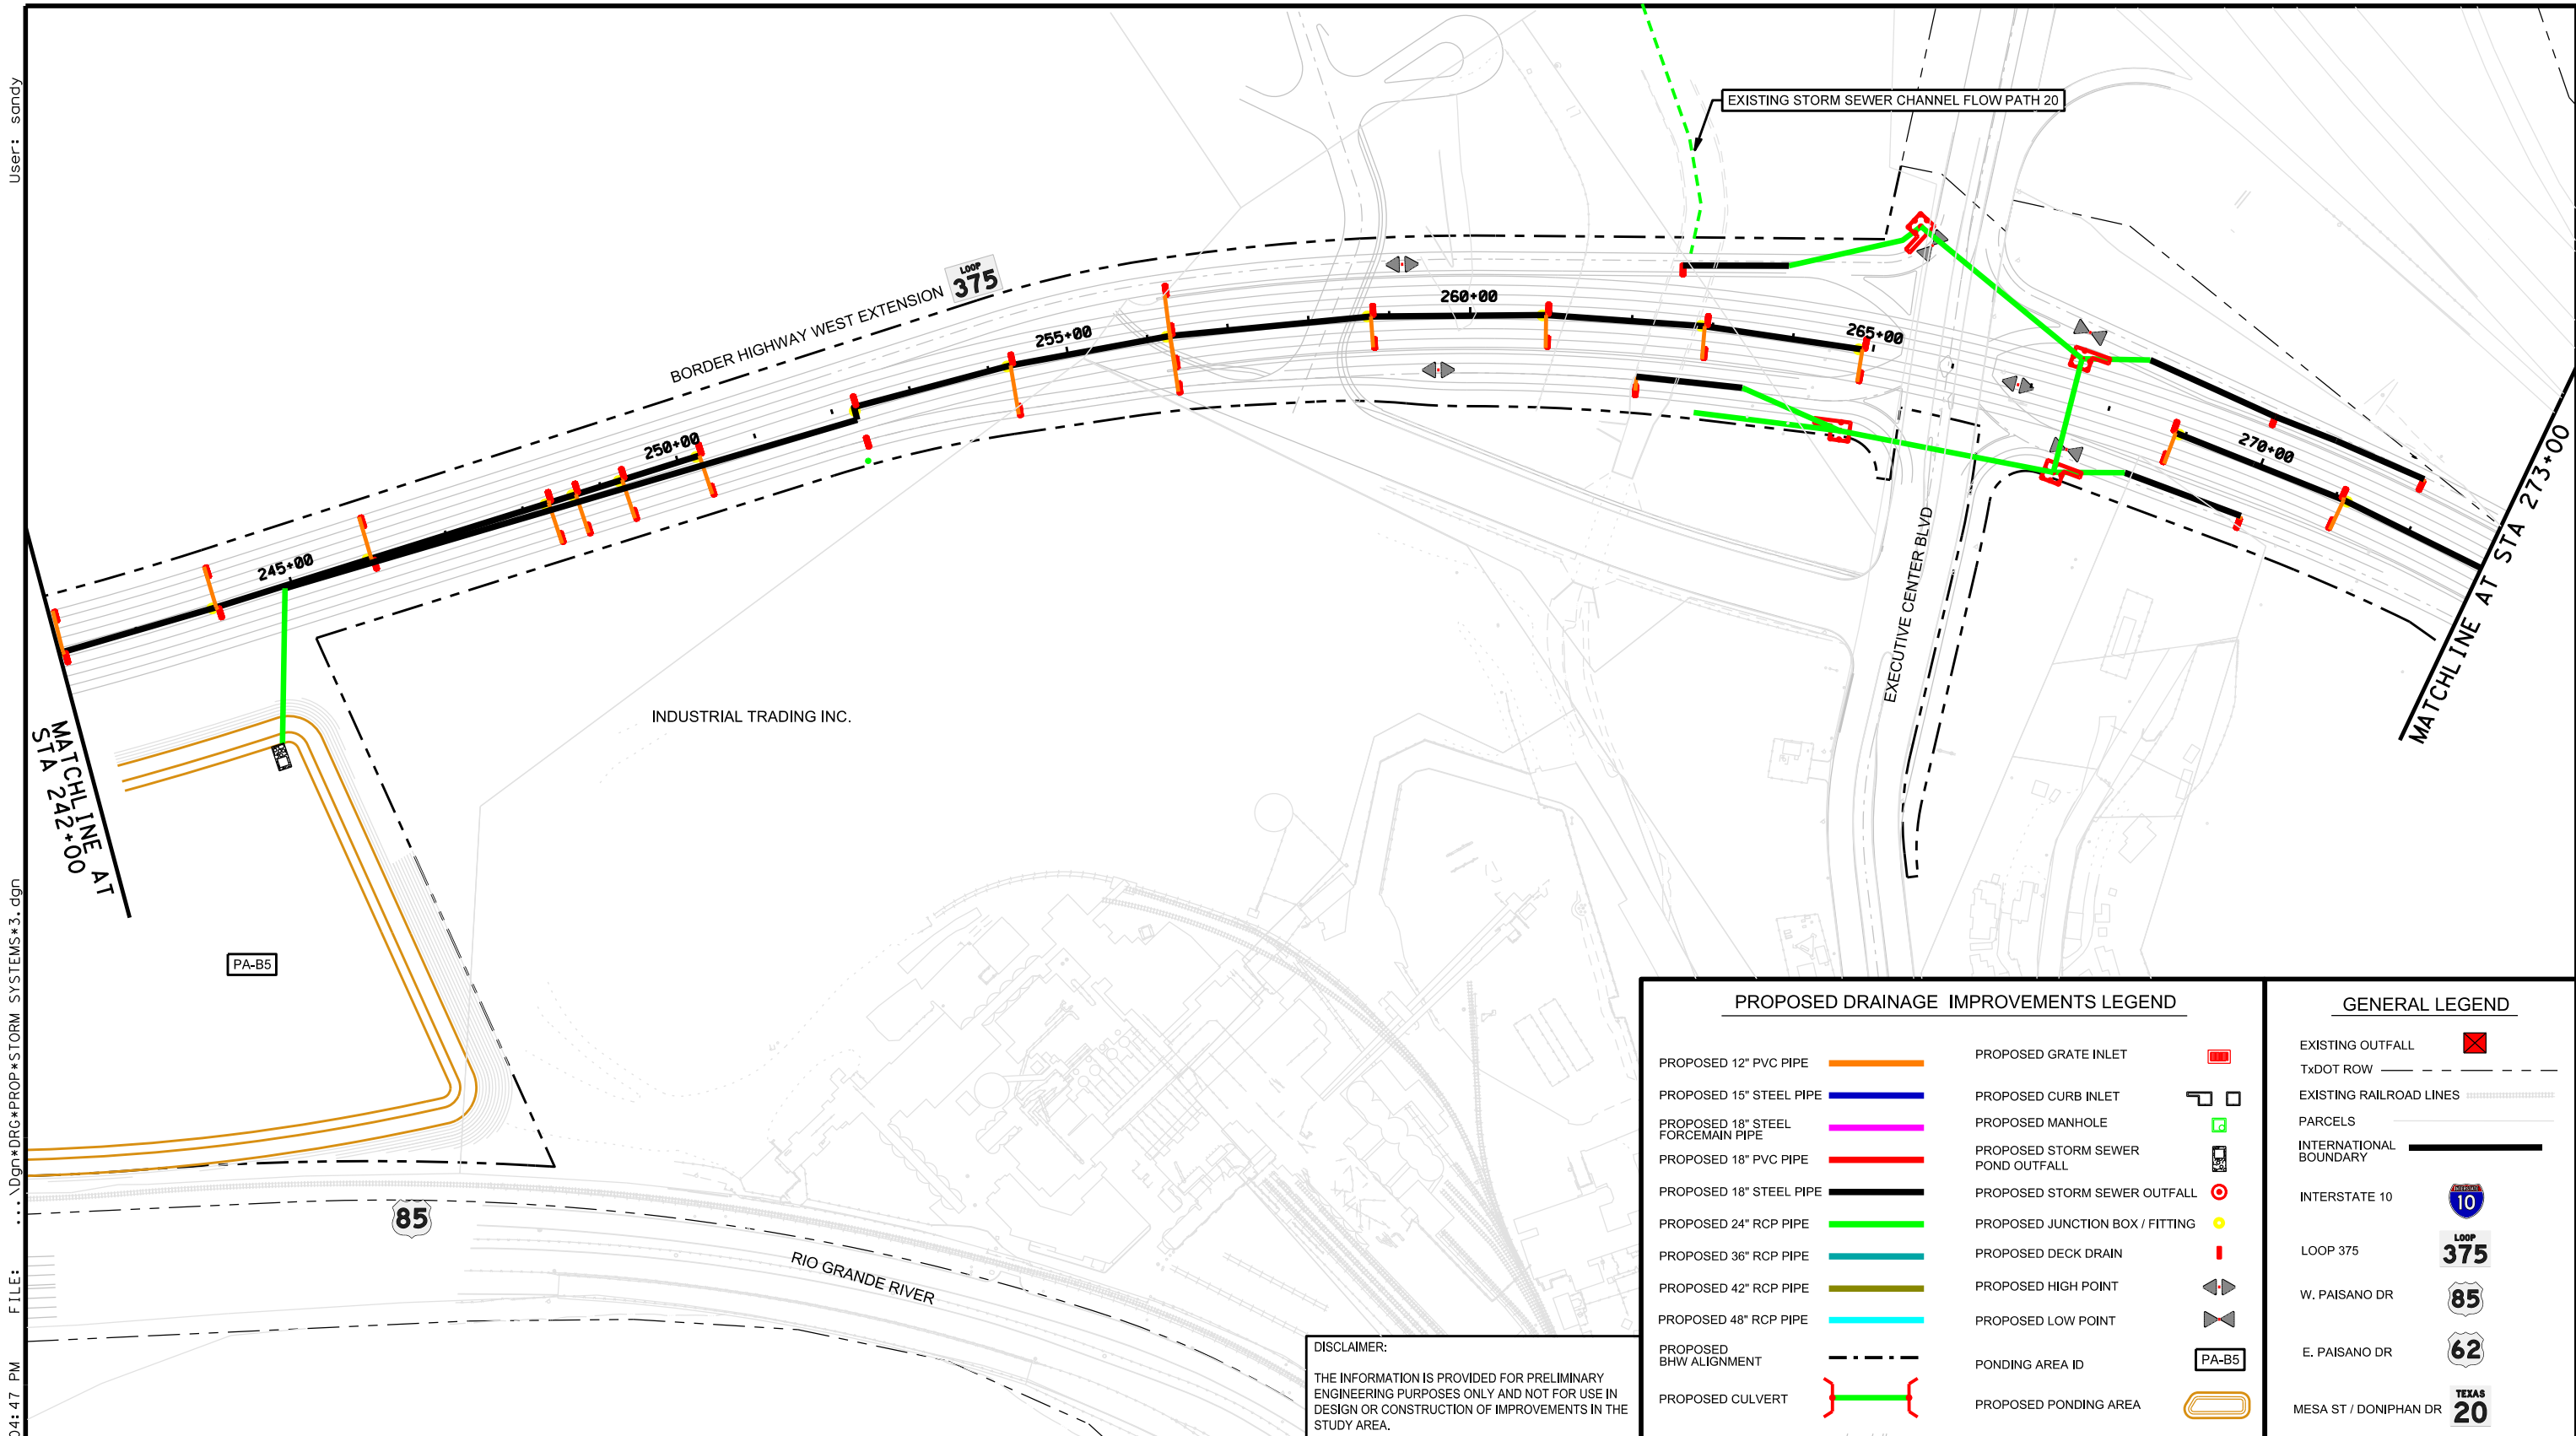 User: sandy
FILE: ...\Dgn*DRG*PROP*STORM SYSTEMS*3.dgn
04:47 PM
EXISTING STORM SEWER CHANNEL FLOW PATH 20
BORDER HIGHWAY WEST EXTENSION
LOOP
375
245+00
250+00
255+00
260+00
265+00
270+00
MATCHLINE AT
STA 242+00
MATCHLINE AT STA 273+00
EXECUTIVE CENTER BLVD
INDUSTRIAL TRADING INC.
PA-B5
85
RIO GRANDE RIVER
DISCLAIMER:
THE INFORMATION IS PROVIDED FOR PRELIMINARY
ENGINEERING PURPOSES ONLY AND NOT FOR USE IN
DESIGN OR CONSTRUCTION OF IMPROVEMENTS IN THE
STUDY AREA.
PROPOSED DRAINAGE IMPROVEMENTS LEGEND
PROPOSED 12" PVC PIPE
PROPOSED 15" STEEL PIPE
PROPOSED 18" STEEL
FORCEMAIN PIPE
PROPOSED 18" PVC PIPE
PROPOSED 18" STEEL PIPE
PROPOSED 24" RCP PIPE
PROPOSED 36" RCP PIPE
PROPOSED 42" RCP PIPE
PROPOSED 48" RCP PIPE
PROPOSED
BHW ALIGNMENT
PROPOSED CULVERT
PROPOSED GRATE INLET
PROPOSED CURB INLET
PROPOSED MANHOLE
PROPOSED STORM SEWER
POND OUTFALL
PROPOSED STORM SEWER OUTFALL
PROPOSED JUNCTION BOX / FITTING
PROPOSED DECK DRAIN
PROPOSED HIGH POINT
PROPOSED LOW POINT
PONDING AREA ID
PA-B5
PROPOSED PONDING AREA
GENERAL LEGEND
EXISTING OUTFALL
TxDOT ROW
EXISTING RAILROAD LINES
PARCELS
INTERNATIONAL
BOUNDARY
INTERSTATE 10
INTERSTATE
10
LOOP 375
LOOP
375
W. PAISANO DR
85
E. PAISANO DR
62
MESA ST / DONIPHAN DR
TEXAS
20